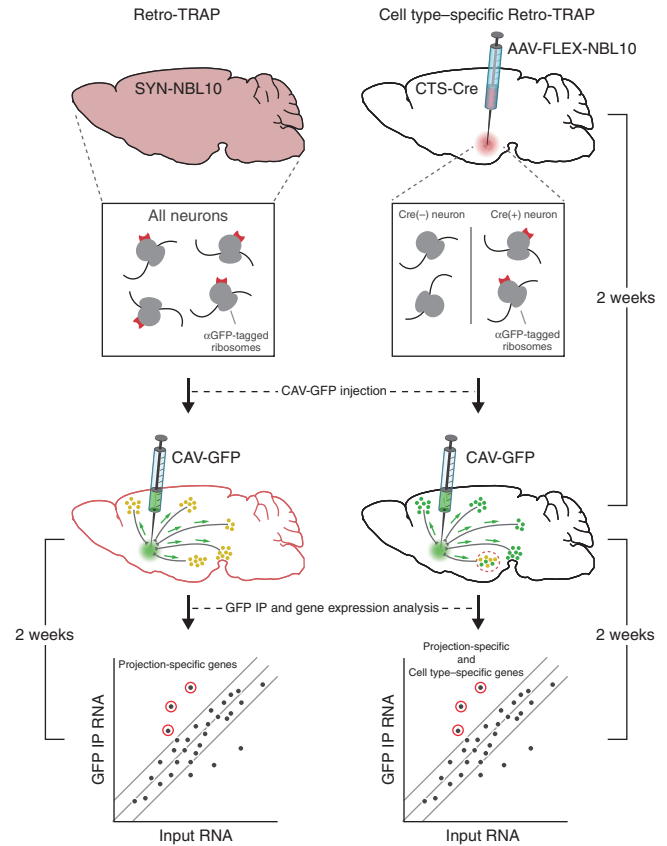 Retro-TRAP
Cell type–specific Retro-TRAP
AAV-FLEX-NBL10
SYN-NBL10
CTS-Cre
All neurons
αGFP-tagged
ribosomes
Cre(–) neuron
Cre(+) neuron
αGFP-tagged
ribosomes
2 weeks
CAV-GFP injection
CAV-GFP
CAV-GFP
GFP IP and gene expression analysis
2 weeks
2 weeks
Projection-specific genes
GFP IP RNA
Input RNA
Projection-specific
and
Cell type–specific genes
GFP IP RNA
Input RNA